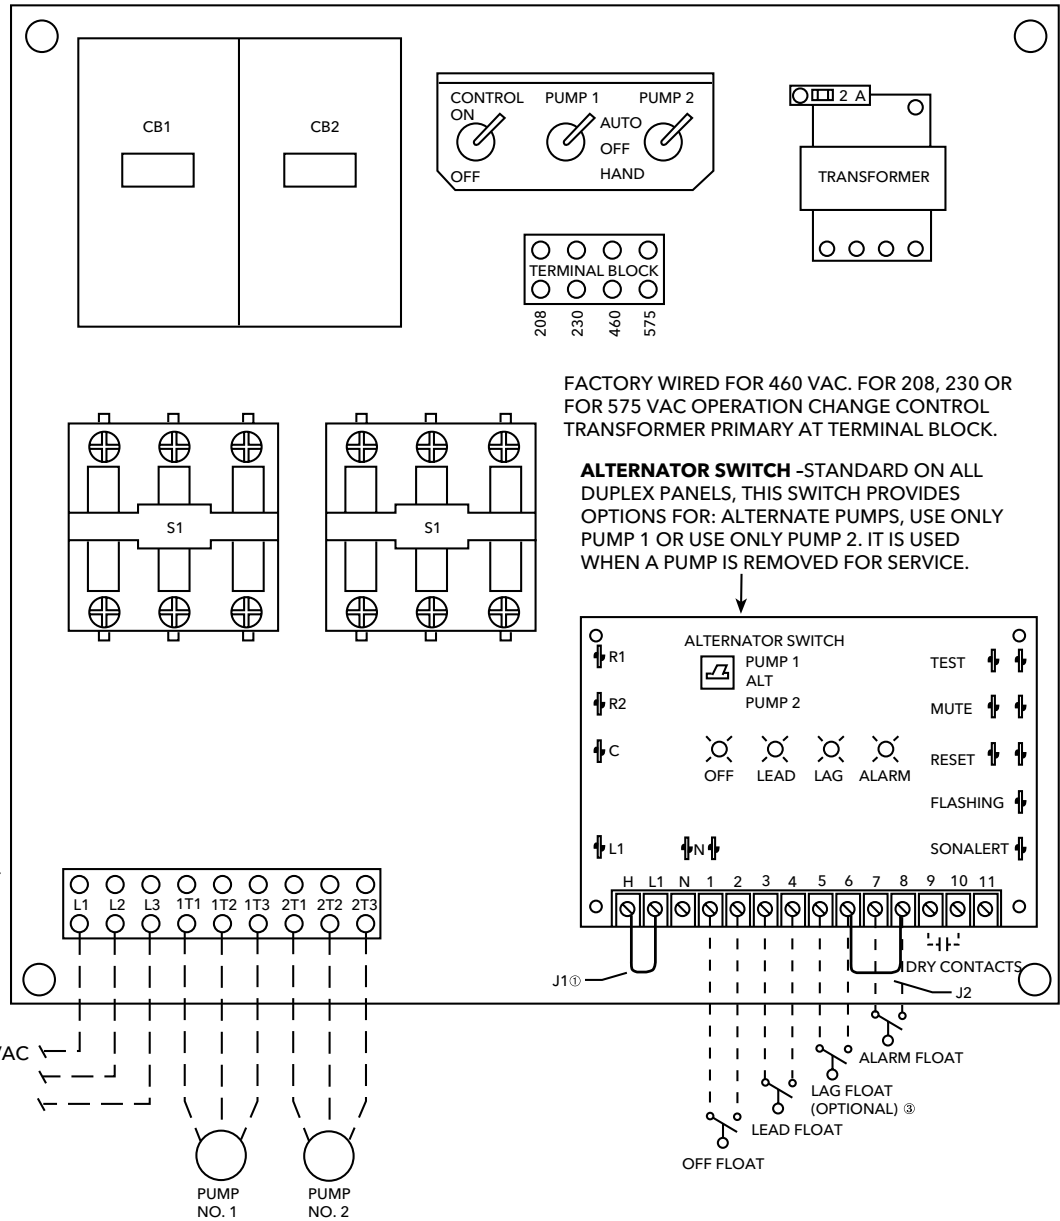 CB1
CB2
CONTROL
ON
OFF
PUMP 1
PUMP 2
AUTO
OFF
HAND
2 A
TRANSFORMER
TERMINAL BLOCK
208
230
460
575
FACTORY WIRED FOR 460 VAC. FOR 208, 230 OR
FOR 575 VAC OPERATION CHANGE CONTROL
TRANSFORMER PRIMARY AT TERMINAL BLOCK.
ALTERNATOR SWITCH –STANDARD ON ALL
DUPLEX PANELS, THIS SWITCH PROVIDES
OPTIONS FOR: ALTERNATE PUMPS, USE ONLY
PUMP 1 OR USE ONLY PUMP 2. IT IS USED
WHEN A PUMP IS REMOVED FOR SERVICE.
S1
S1
ALTERNATOR SWITCH
PUMP 1
ALT
PUMP 2
R1
R2
C
L1
N
OFF
LEAD
LAG
ALARM
TEST
MUTE
RESET
FLASHING
SONALERT
H L1 N 1 2 3 4 5 6 7 8 9 10 11
DRY CONTACTS
J1①
J2
L1 L2 L3 1T1 1T2 1T3 2T1 2T2 2T3
VAC
ALARM FLOAT
LAG FLOAT
(OPTIONAL) ③
LEAD FLOAT
OFF FLOAT
PUMP
NO. 1
PUMP
NO. 2